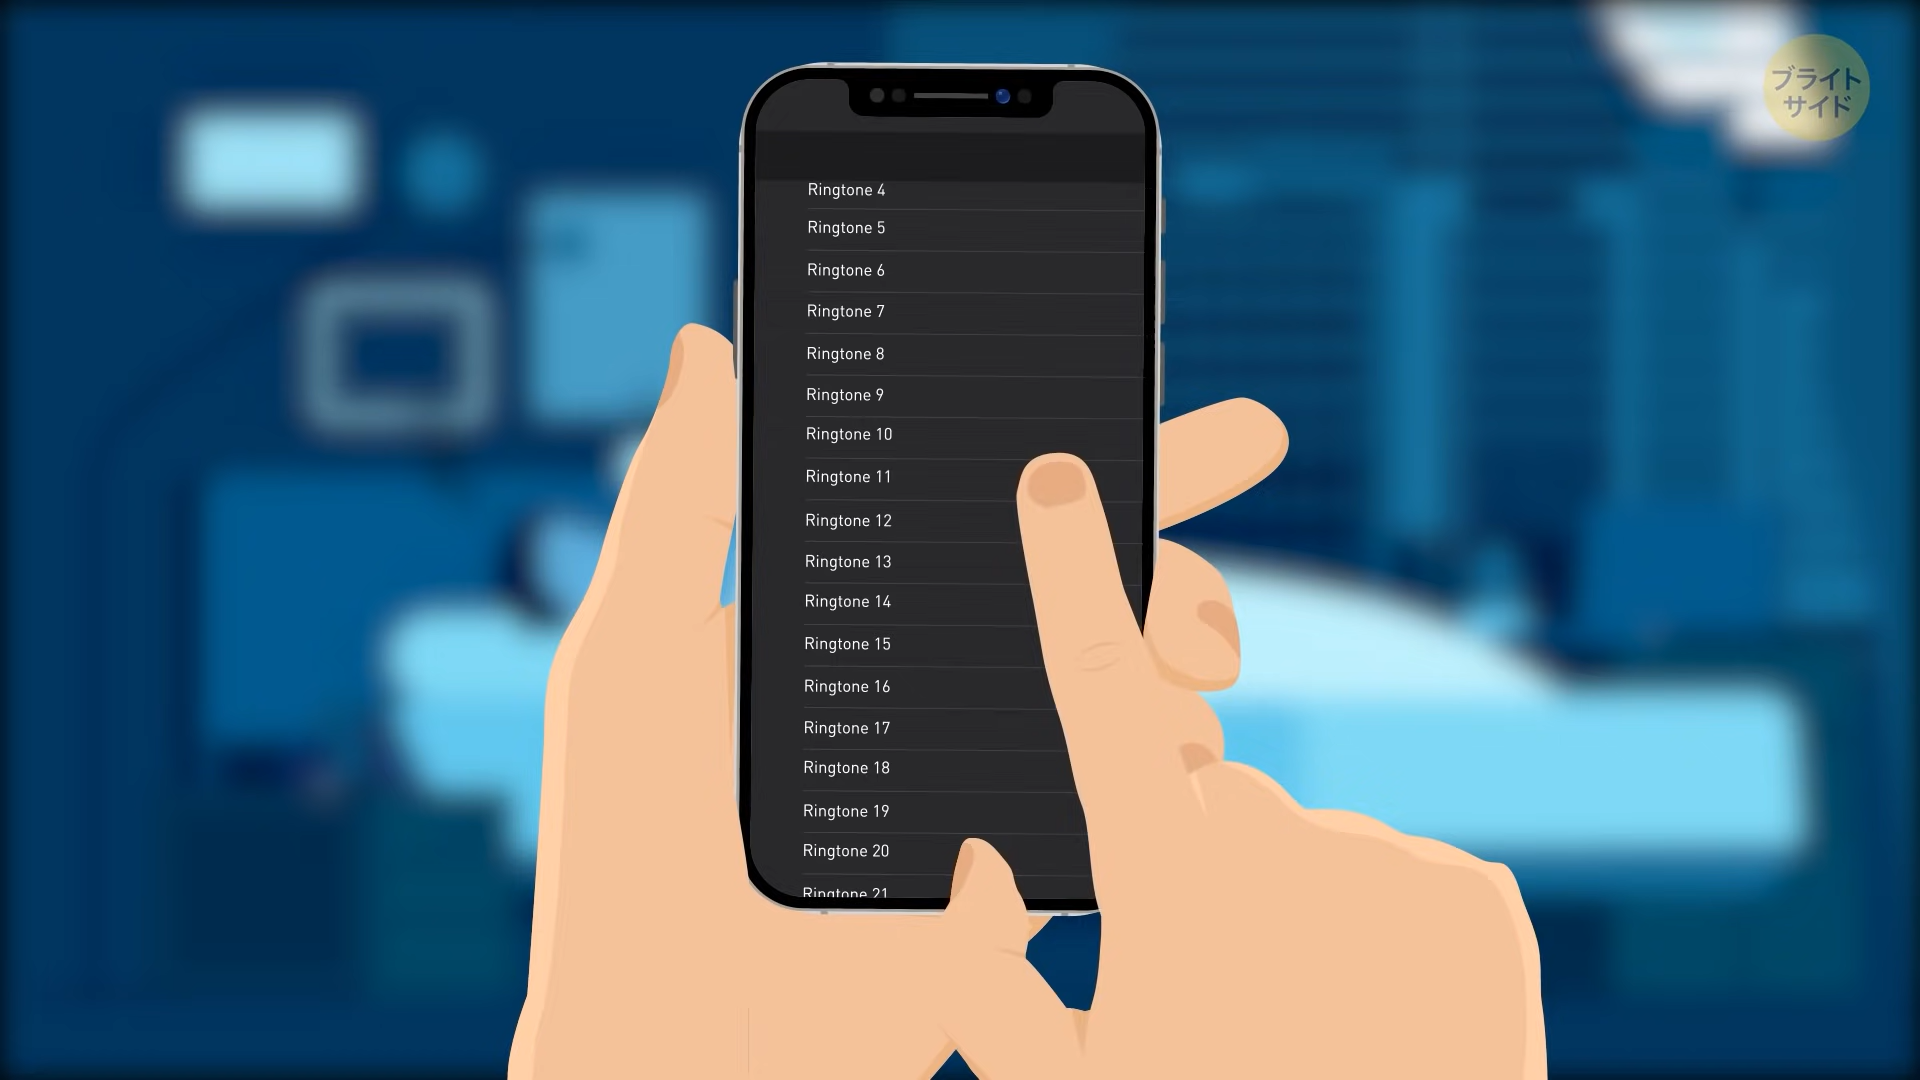 ブライト
サイド
Ringtone 4
Ringtone 5
Ringtone 6
Ringtone 7
Ringtone 8
Ringtone 9
Ringtone 10
Ringtone 11
Ringtone 12
Ringtone 13
Ringtone 14
Ringtone 15
Ringtone 16
Ringtone 17
Ringtone 18
Ringtone 19
Ringtone 20
Ringtone 21